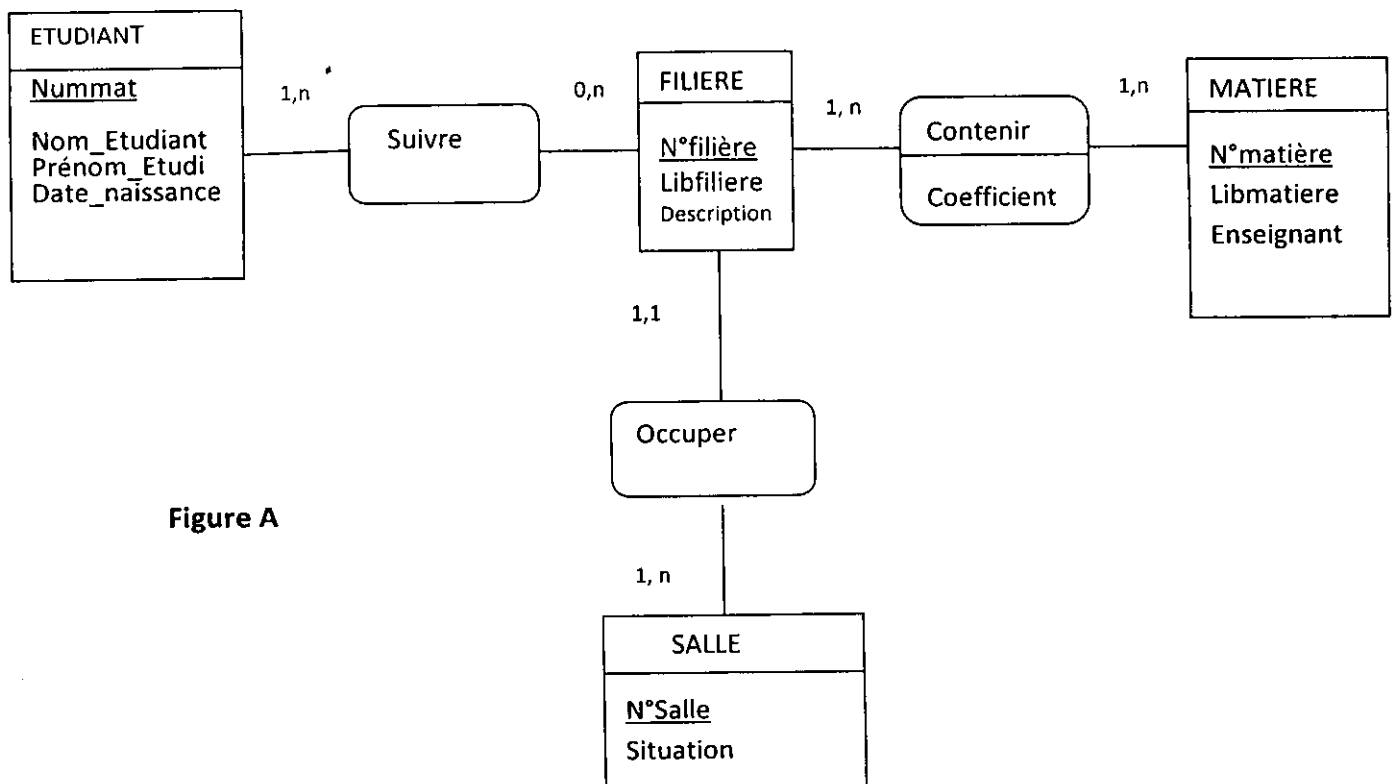 ETUDIANT
Nummat
Nom_Etudiant
Prénom_Etudi
Date_naissance
1,n
Suivre
0,n
FILIERE
N°filière
Libfiliere
Description
1, n
Contenir
Coefficient
1,n
MATIERE
N°matière
Libmatiere
Enseignant
1,1
Occuper
Figure A
1, n
SALLE
N°Salle
Situation